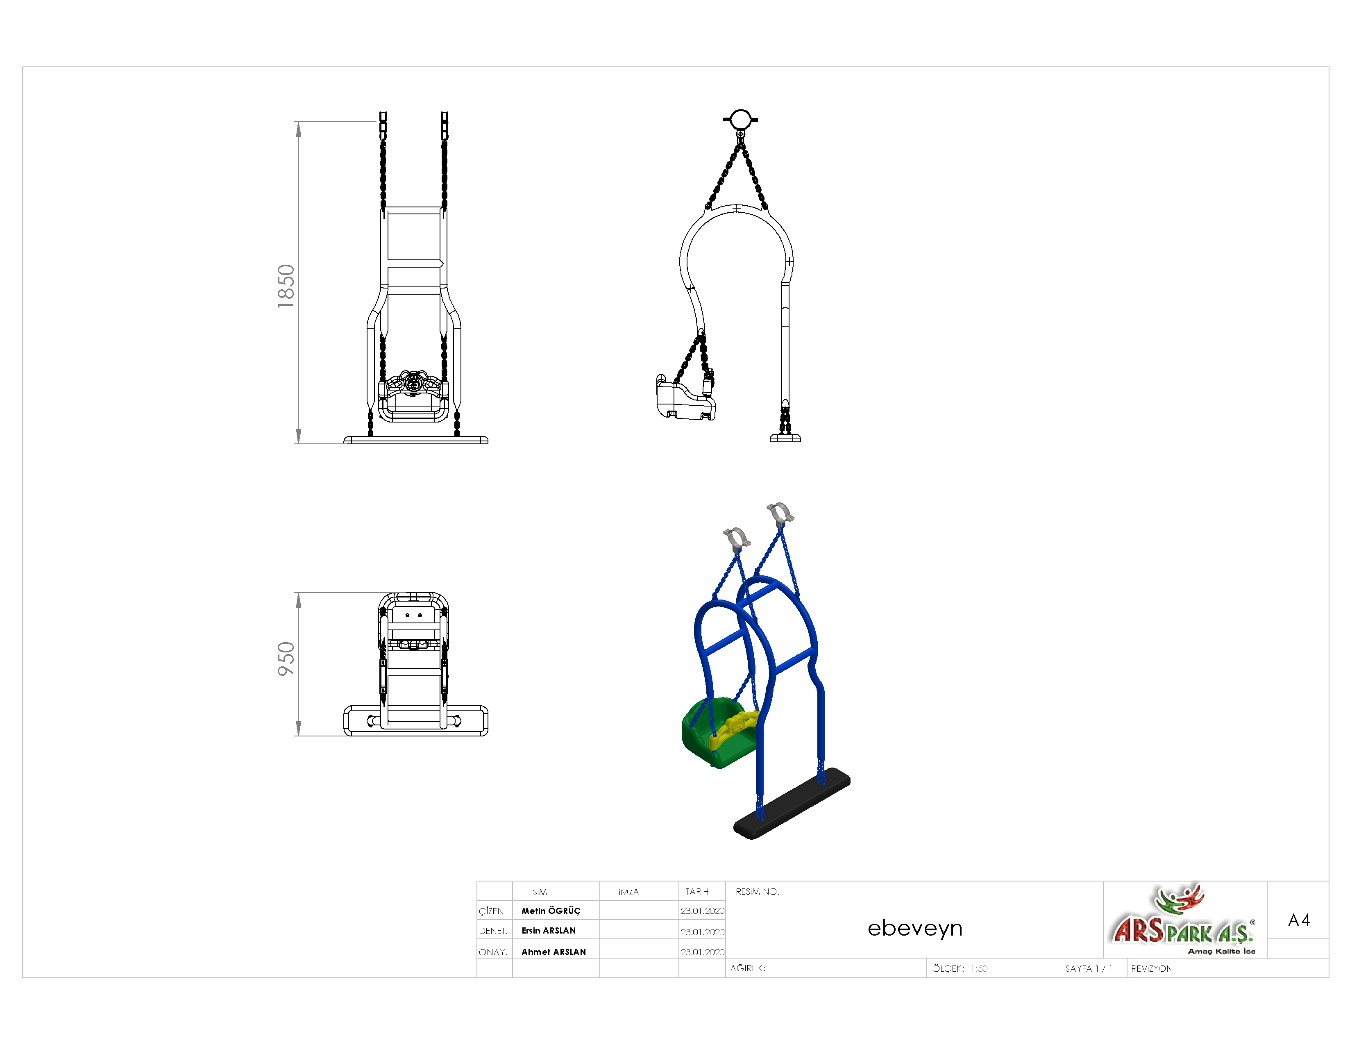 1850
950
İSİM
İMZA
TARİH
RESİM NO.
ÇİZEN
Metin ÖGRÜÇ
23.01.2020
DENET.
Ersin ARSLAN
23.01.2020
ONAY.
Ahmet ARSLAN
23.01.2020
ebeveyn
ARSPARK A.Ş.®
Amaç Kalite İse
A4
AĞIRLIK:
ÖLÇEK: 1:50
SAYFA 1 / 1
REVİZYON